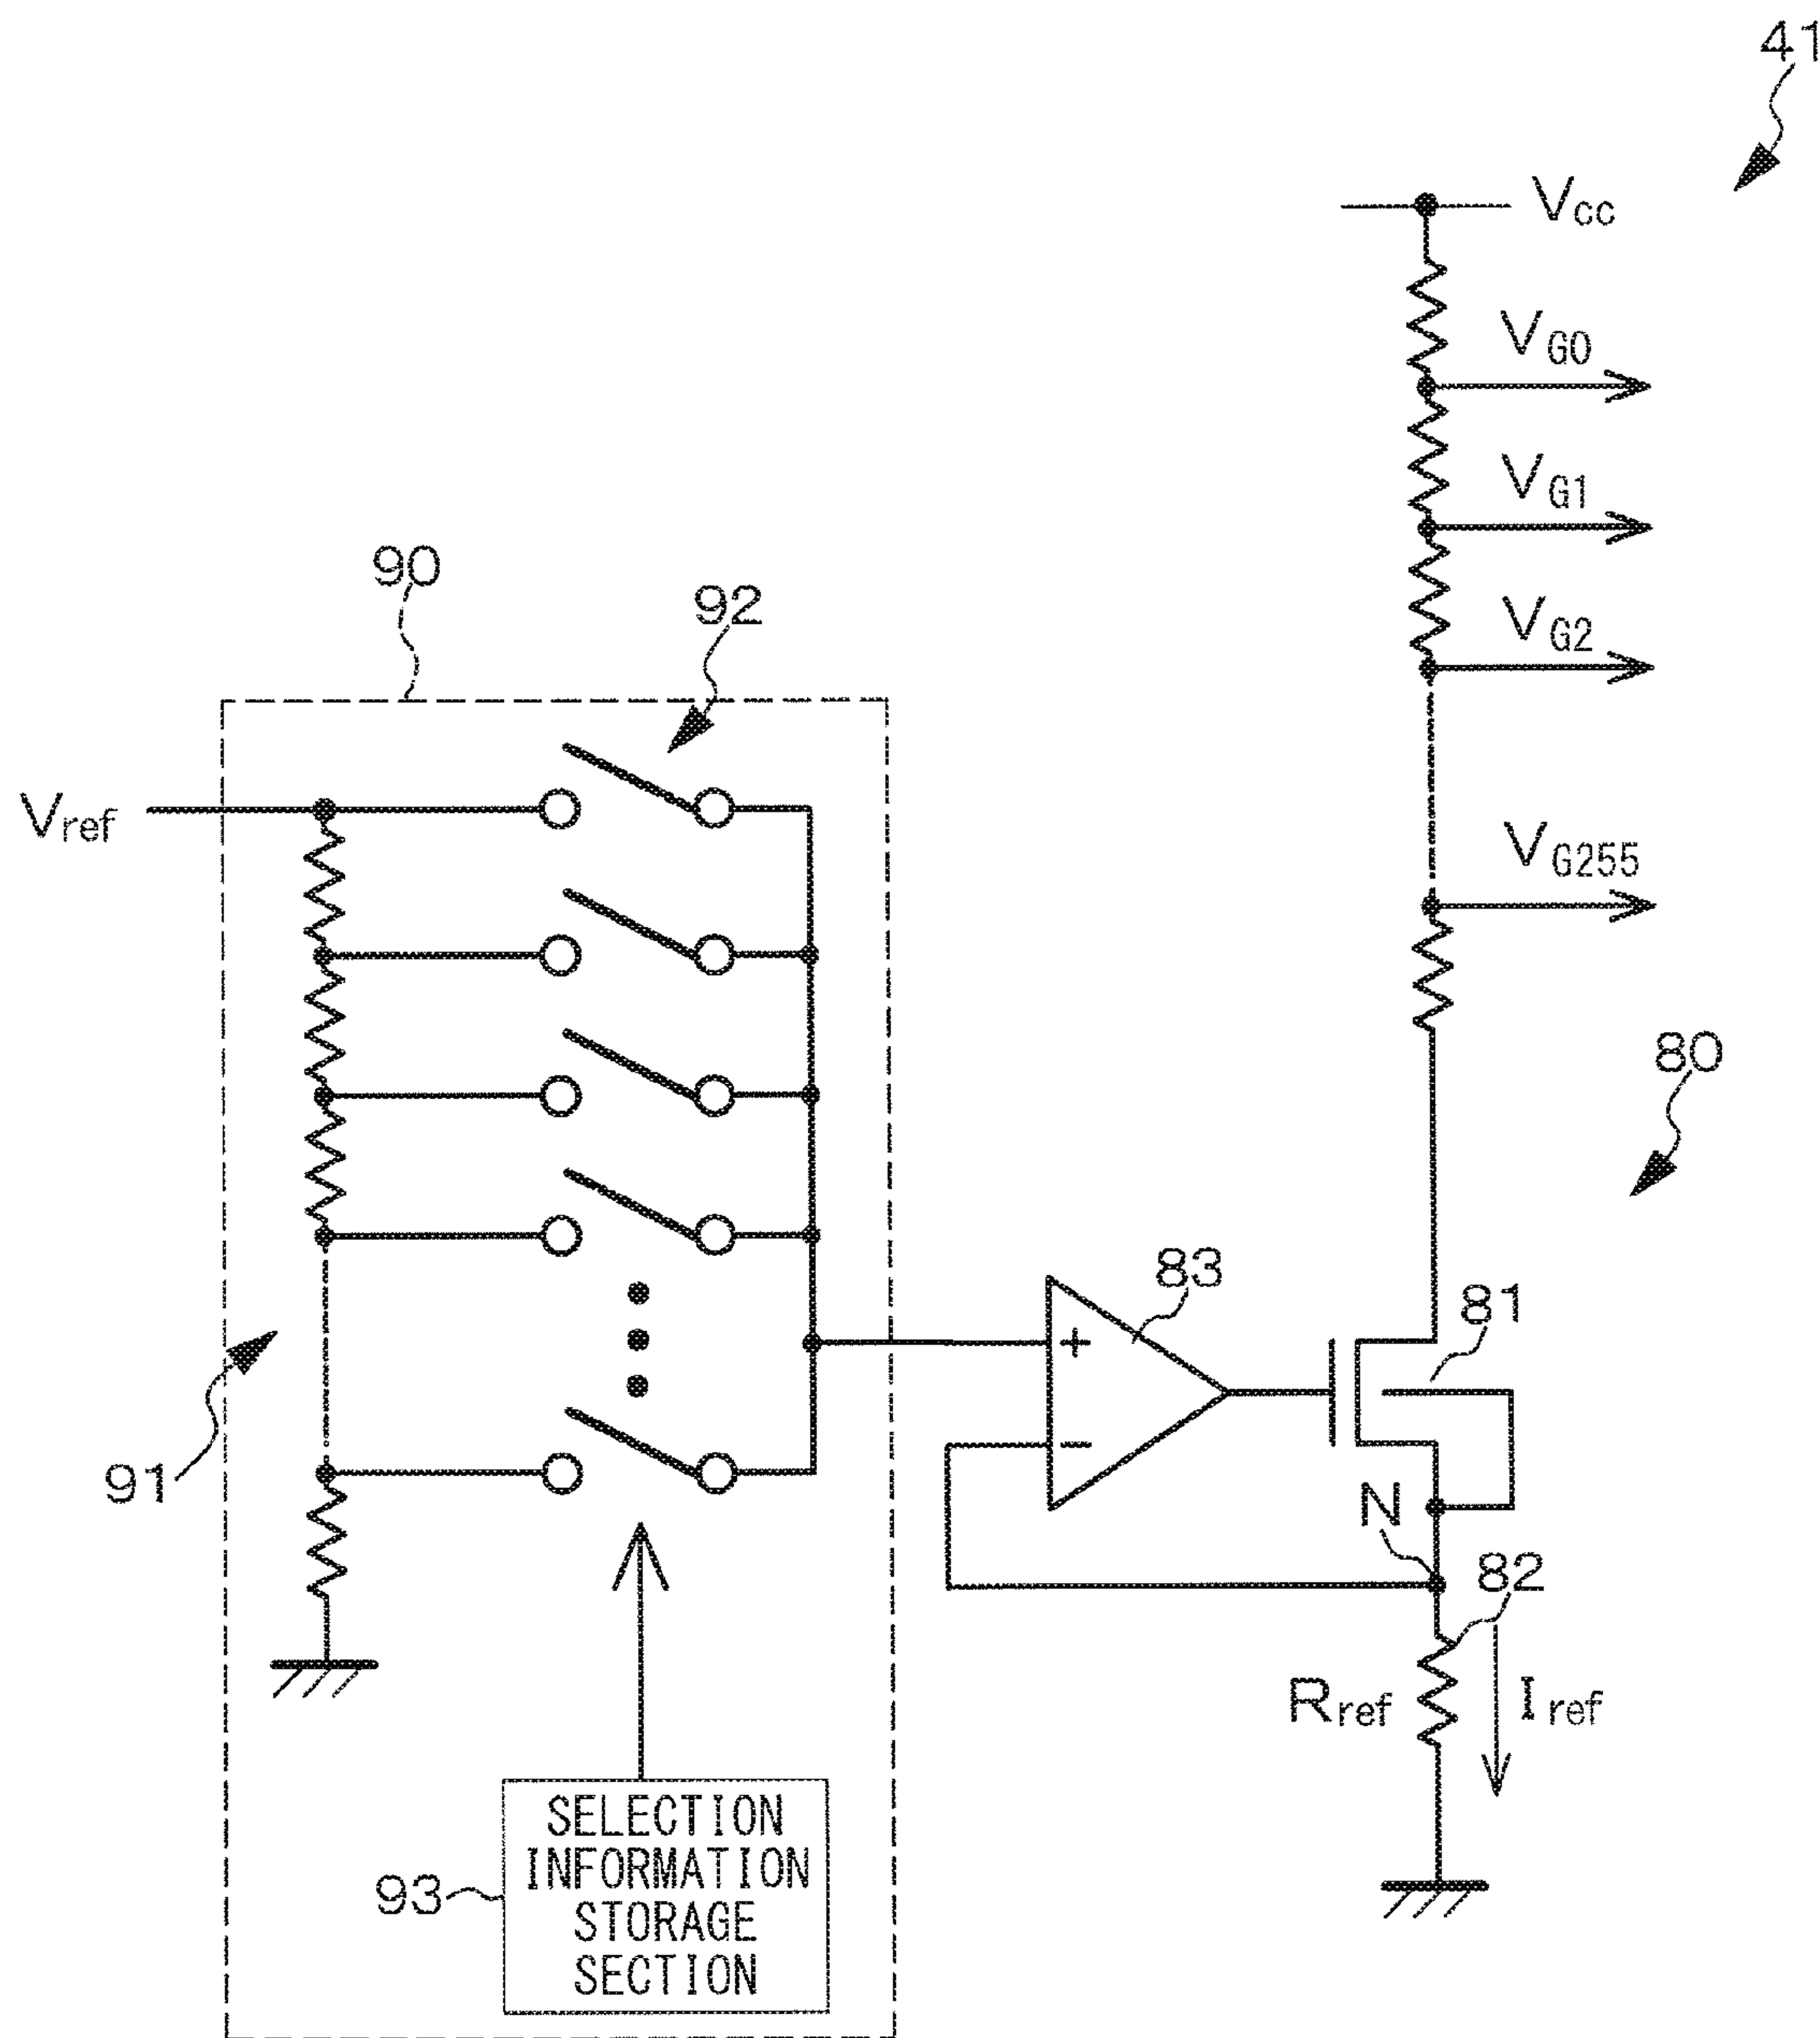 41
Vcc
VG0
VG1
VG2
VG255
90
92
Vref
80
83
81
91
N
82
Rref
Iref
93
SELECTION
INFORMATION
STORAGE
SECTION
+
−